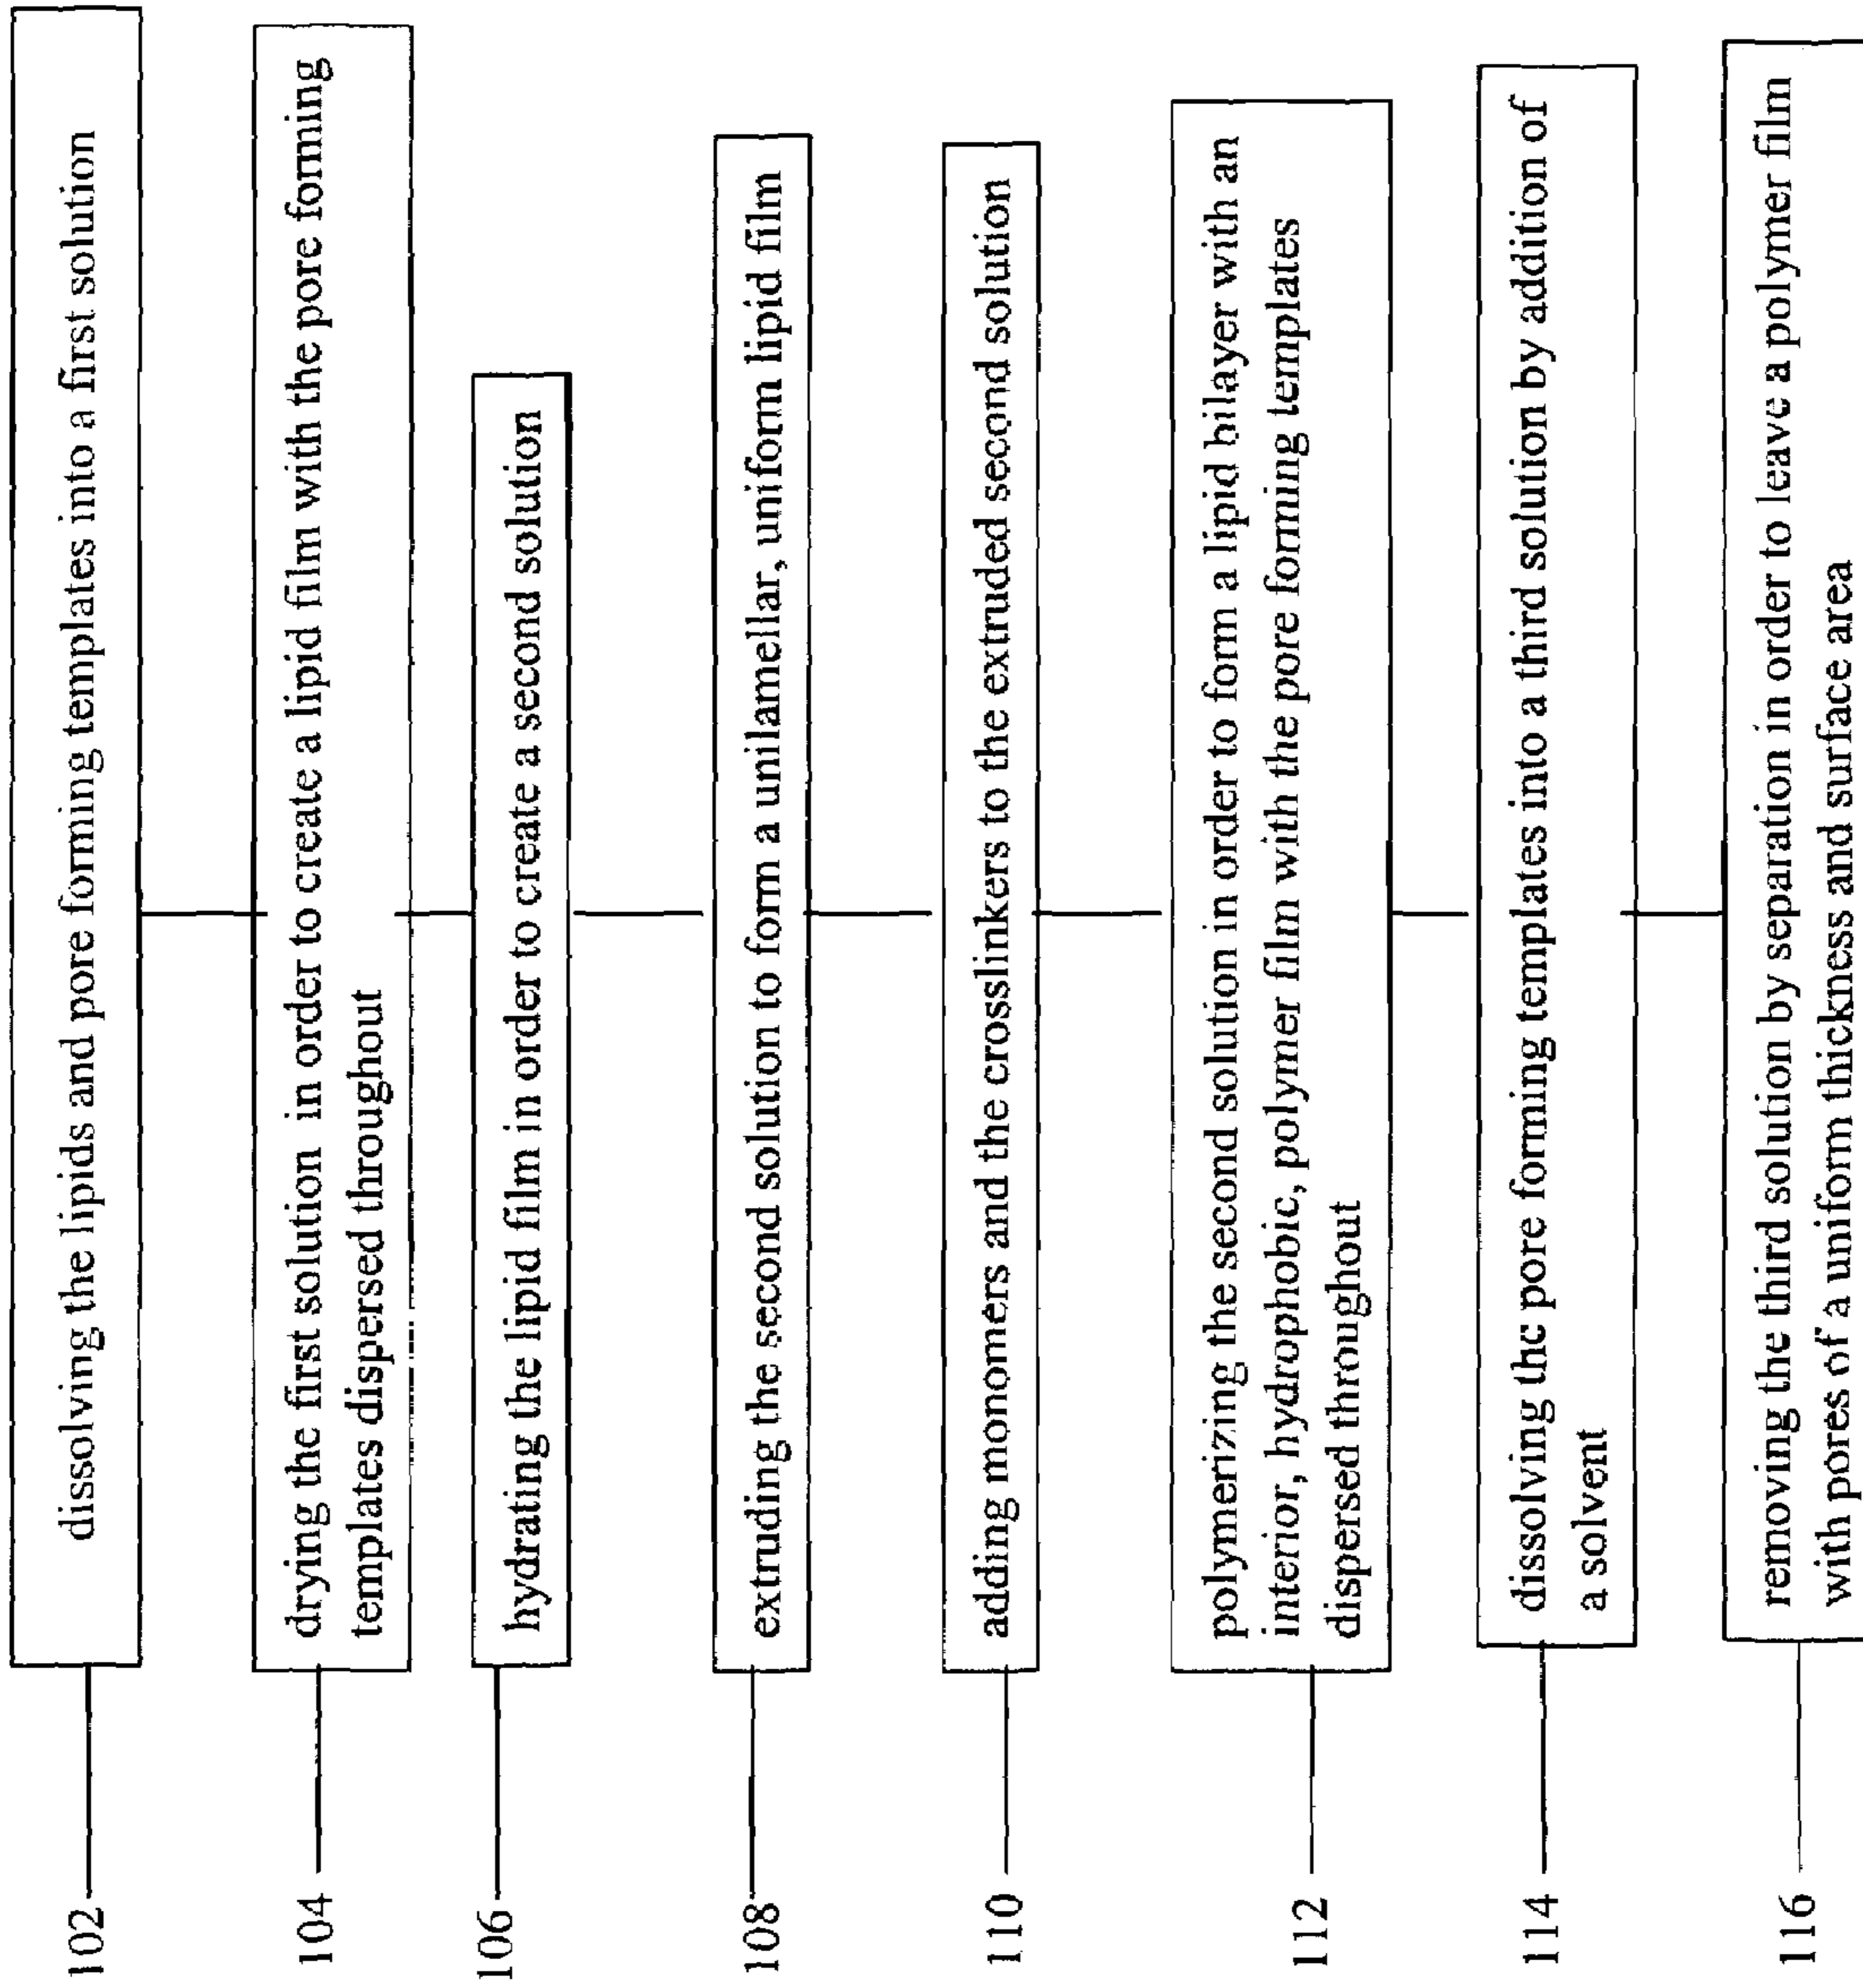 102
dissolving the lipids and pore forming templates into a first solution
104
drying the first solution in order to create a lipid film with the pore forming
templates dispersed throughout
106
hydrating the lipid film in order to create a second solution
108
extruding the second solution to form a unilamellar, uniform lipid film
110
adding monomers and the crosslinkers to the extruded second solution
112
polymerizing the second solution in order to form a lipid bilayer with an
interior, hydrophobic, polymer film with the pore forming templates
dispersed throughout
114
dissolving the pore forming templates into a third solution by addition of
a solvent
116
removing the third solution by separation in order to leave a polymer film
with pores of a uniform thickness and surface area